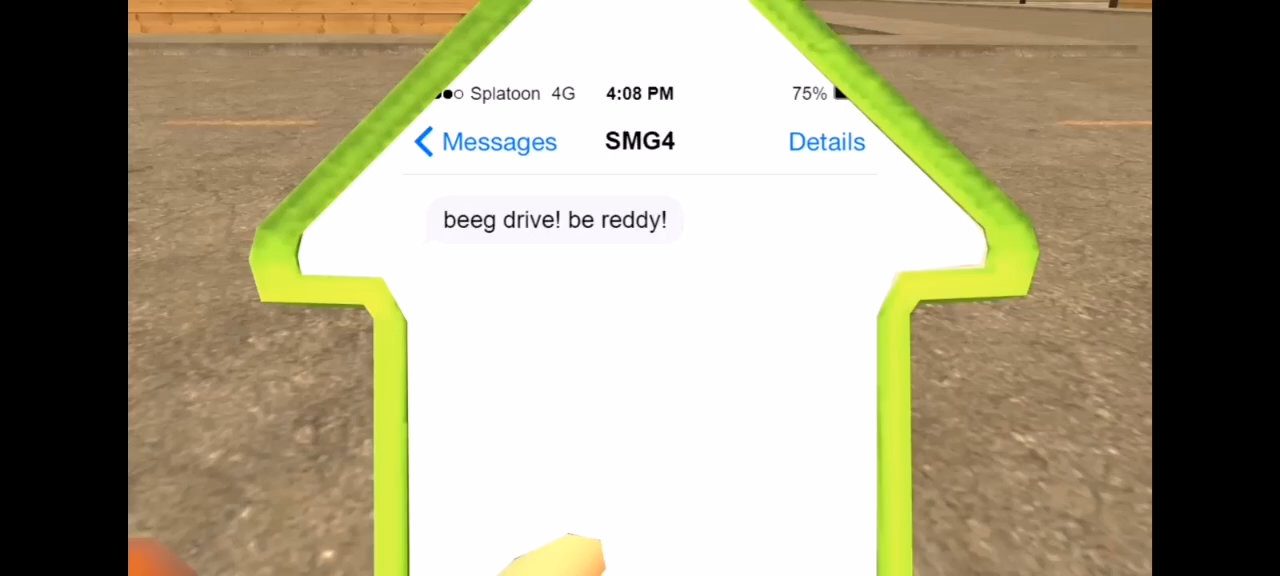 Splatoon 4G 4:08 PM 75%
Messages SMG4 Details
beeg drive! be reddy!